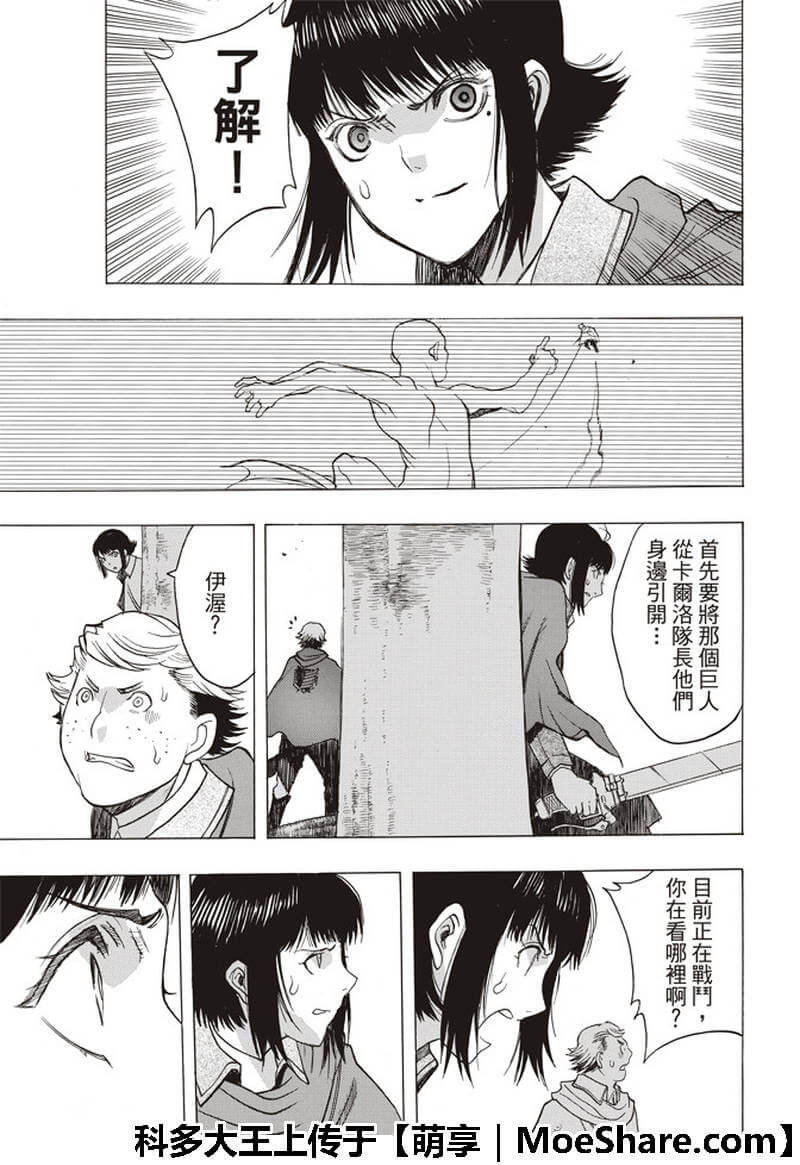 了解！
首先要將那個巨人
從卡爾洛隊長他們
身邊引開…
伊渥？
目前正在戰鬥，
你在看哪裡啊？
科多大王上传于【萌享 | MoeShare.com】